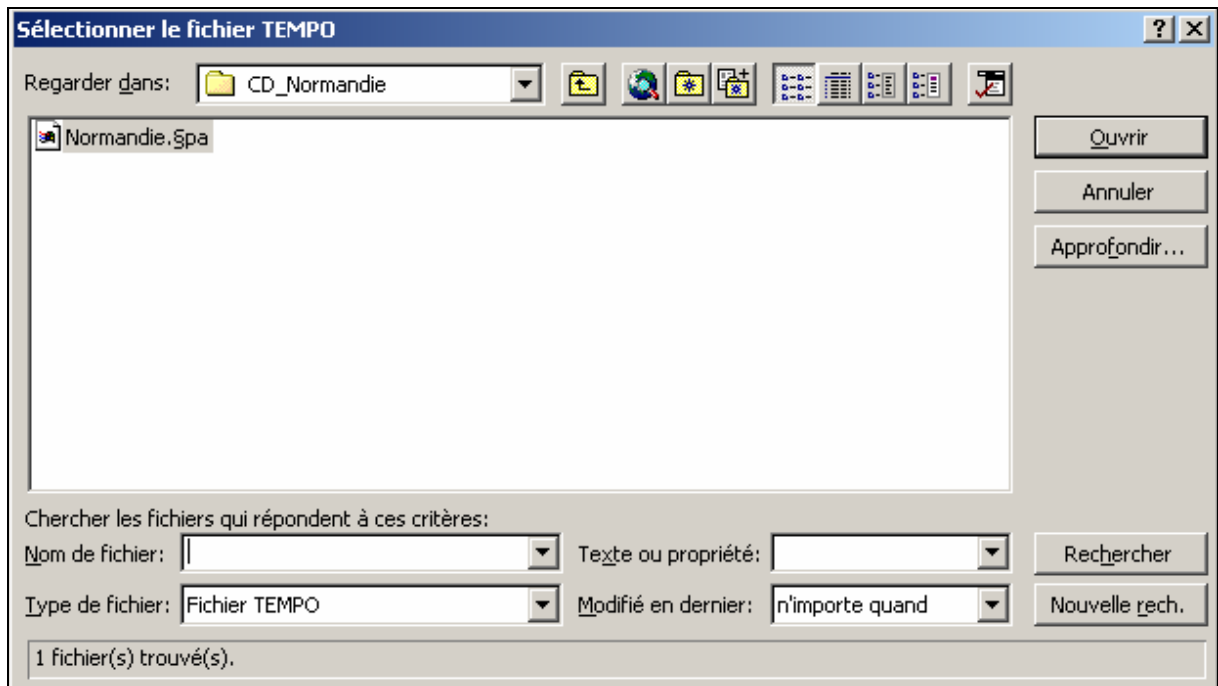 Sélectionner le fichier TEMPO
Regarder dans: CD_Normandie
Normandie.§pa
Ouvrir
Annuler
Approfondir...
Chercher les fichiers qui répondent à ces critères:
Nom de fichier: Texte ou propriété: Rechercher
Type de fichier: Fichier TEMPO Modifié en dernier: n'importe quand Nouvelle rech.
1 fichier(s) trouvé(s).